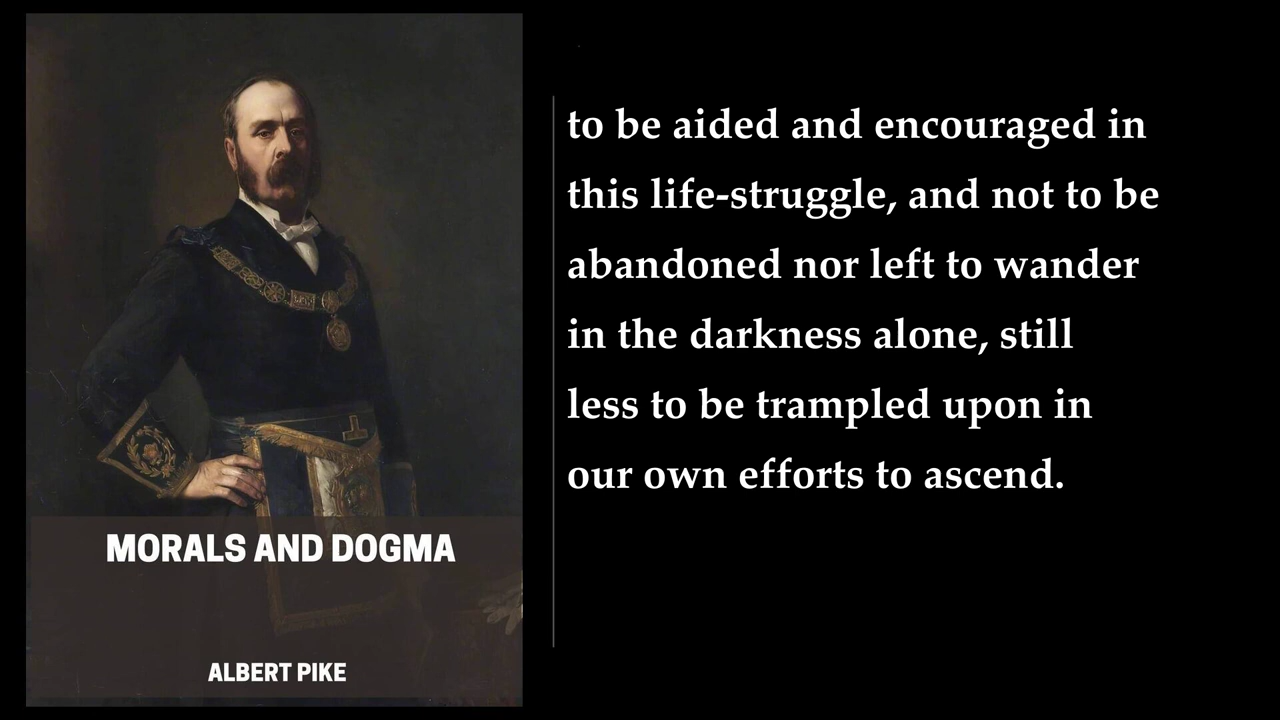 MORALS AND DOGMA
ALBERT PIKE
to be aided and encouraged in
this life-struggle, and not to be
abandoned nor left to wander
in the darkness alone, still
less to be trampled upon in
our own efforts to ascend.